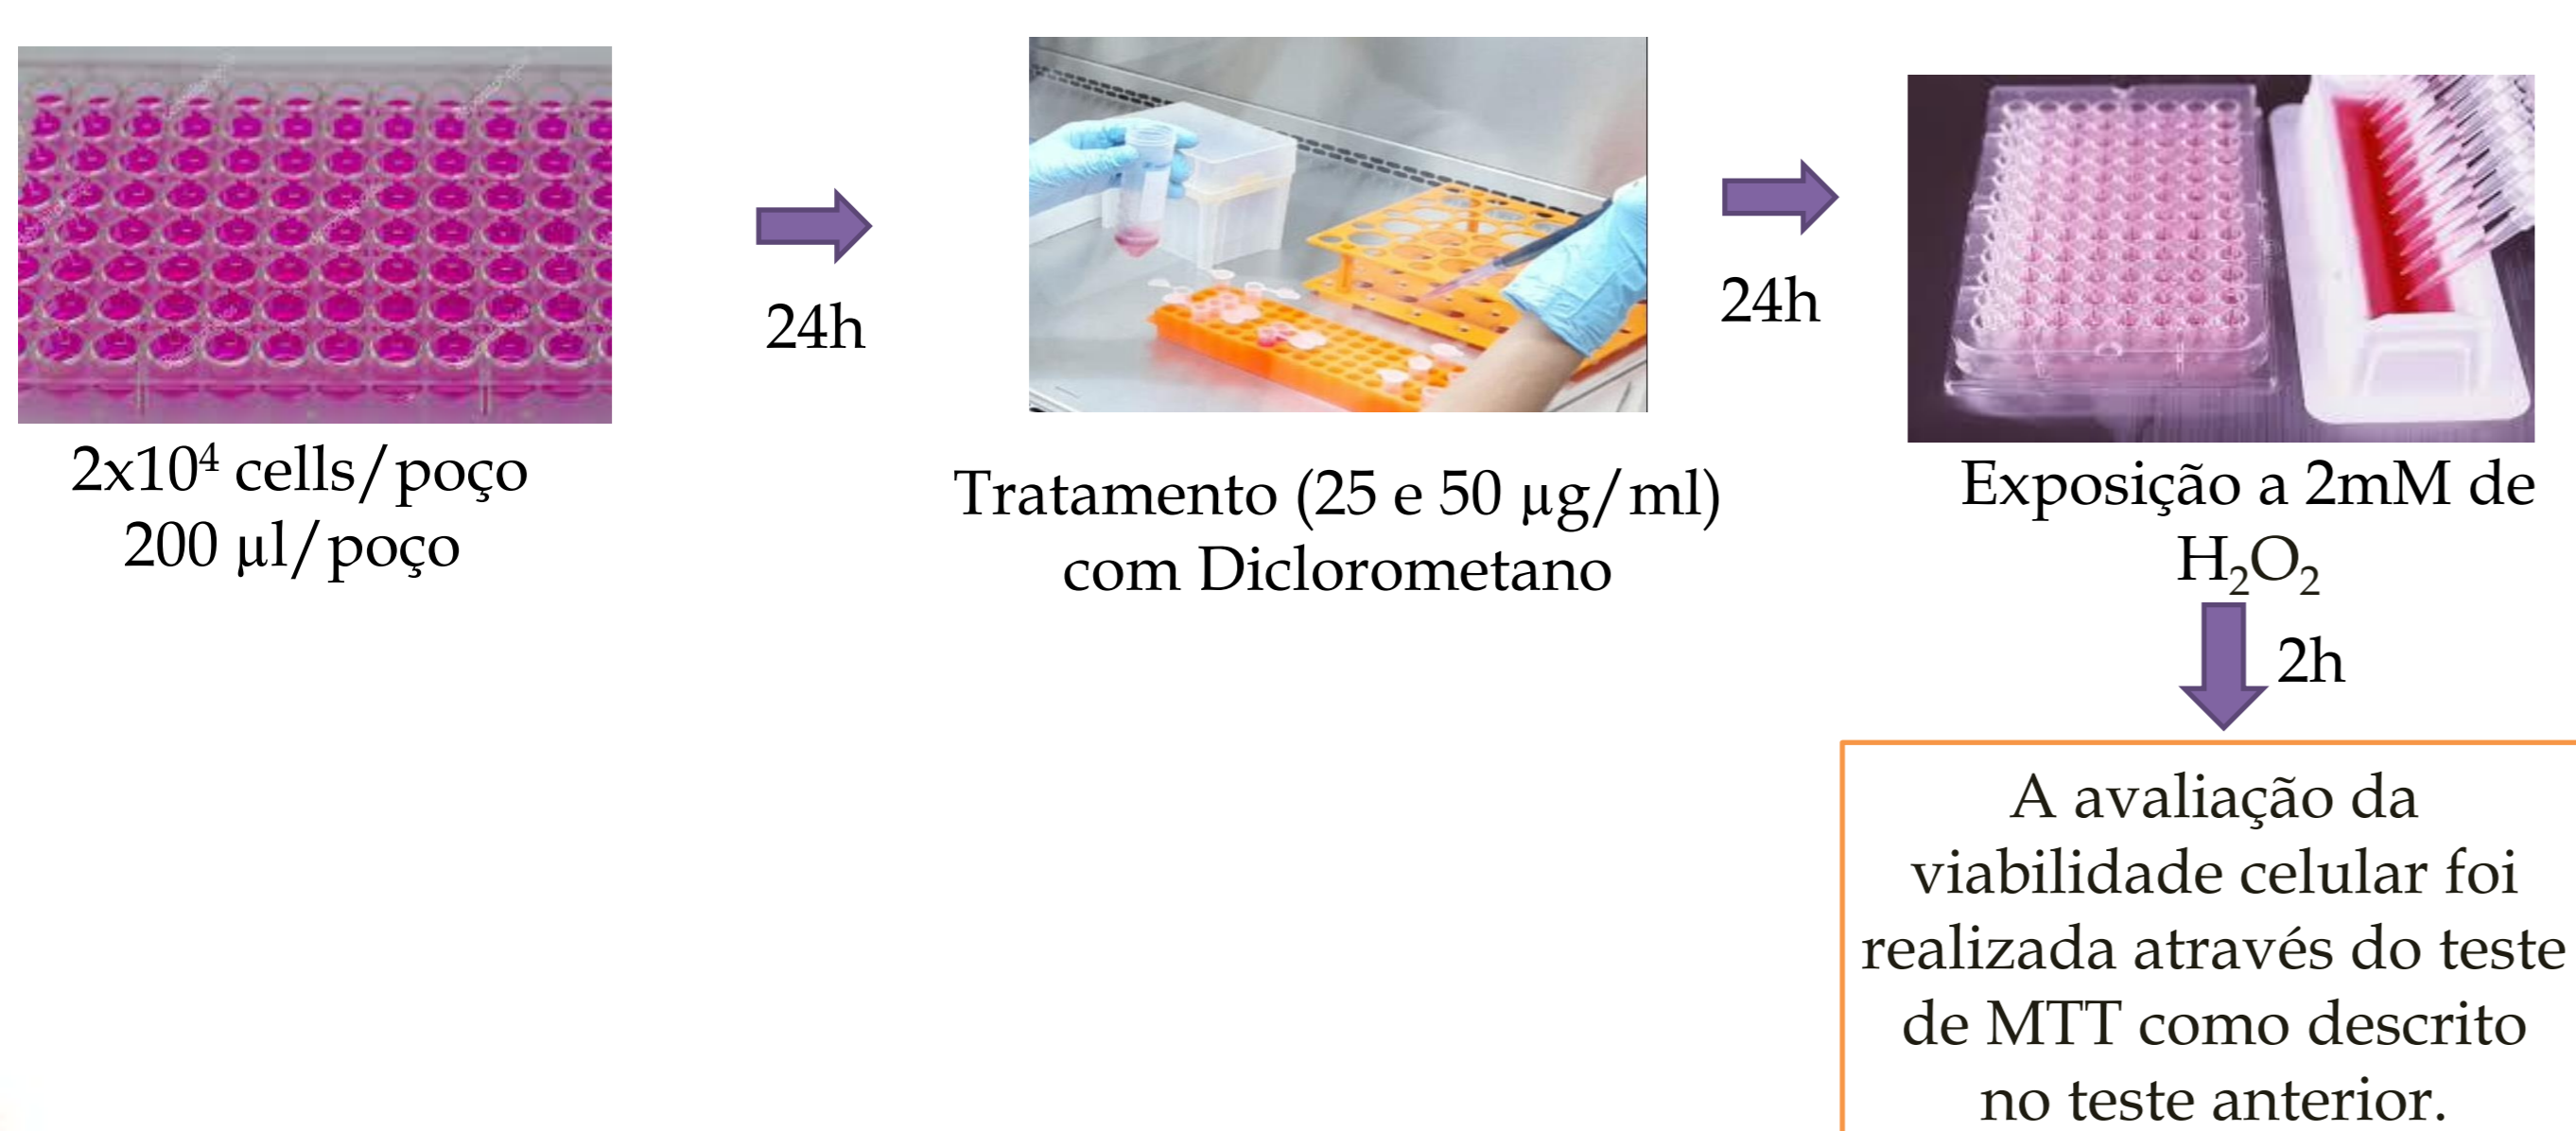 2x10⁴ cells/poço
200 µl/poço
24h
Tratamento (25 e 50 µg/ml)
com Diclorometano
24h
Exposição a 2mM de
H₂O₂
2h
A avaliação da
viabilidade celular foi
realizada através do teste
de MTT como descrito
no teste anterior.